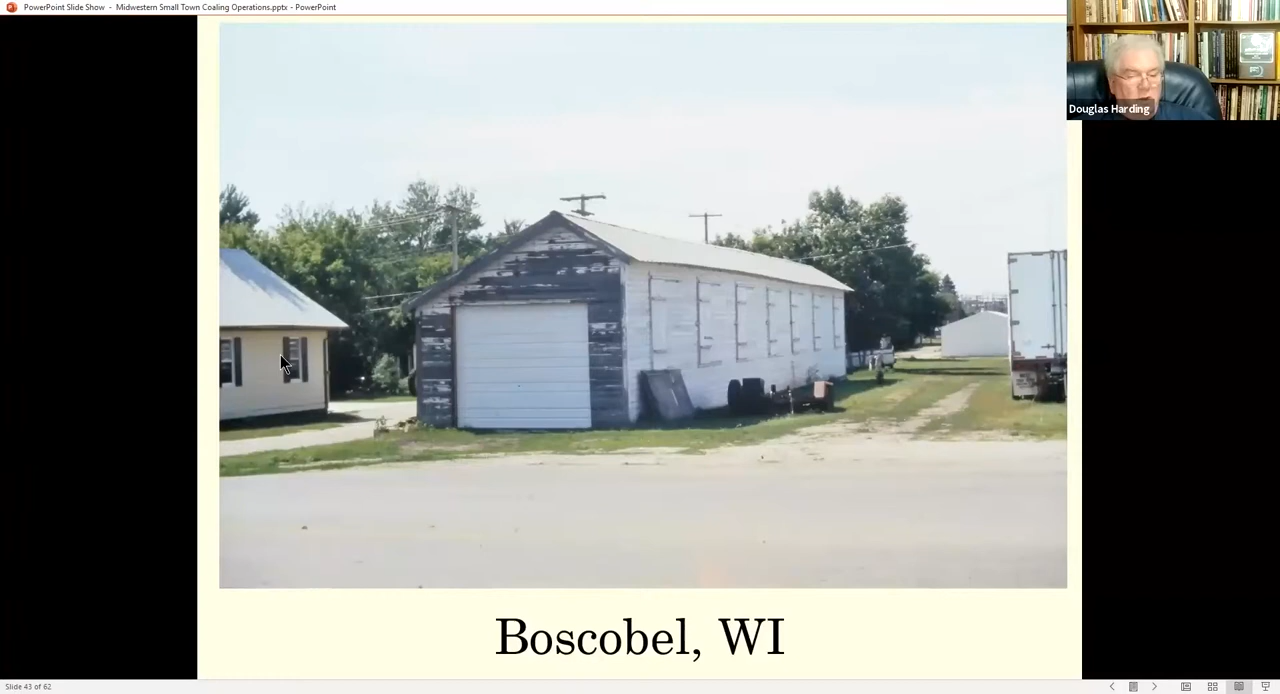 PowerPoint Slide Show - Midwestern Small Town Coaling Operations.pptx - PowerPoint
Douglas Harding
Boscobel, WI
Slide 43 of 62